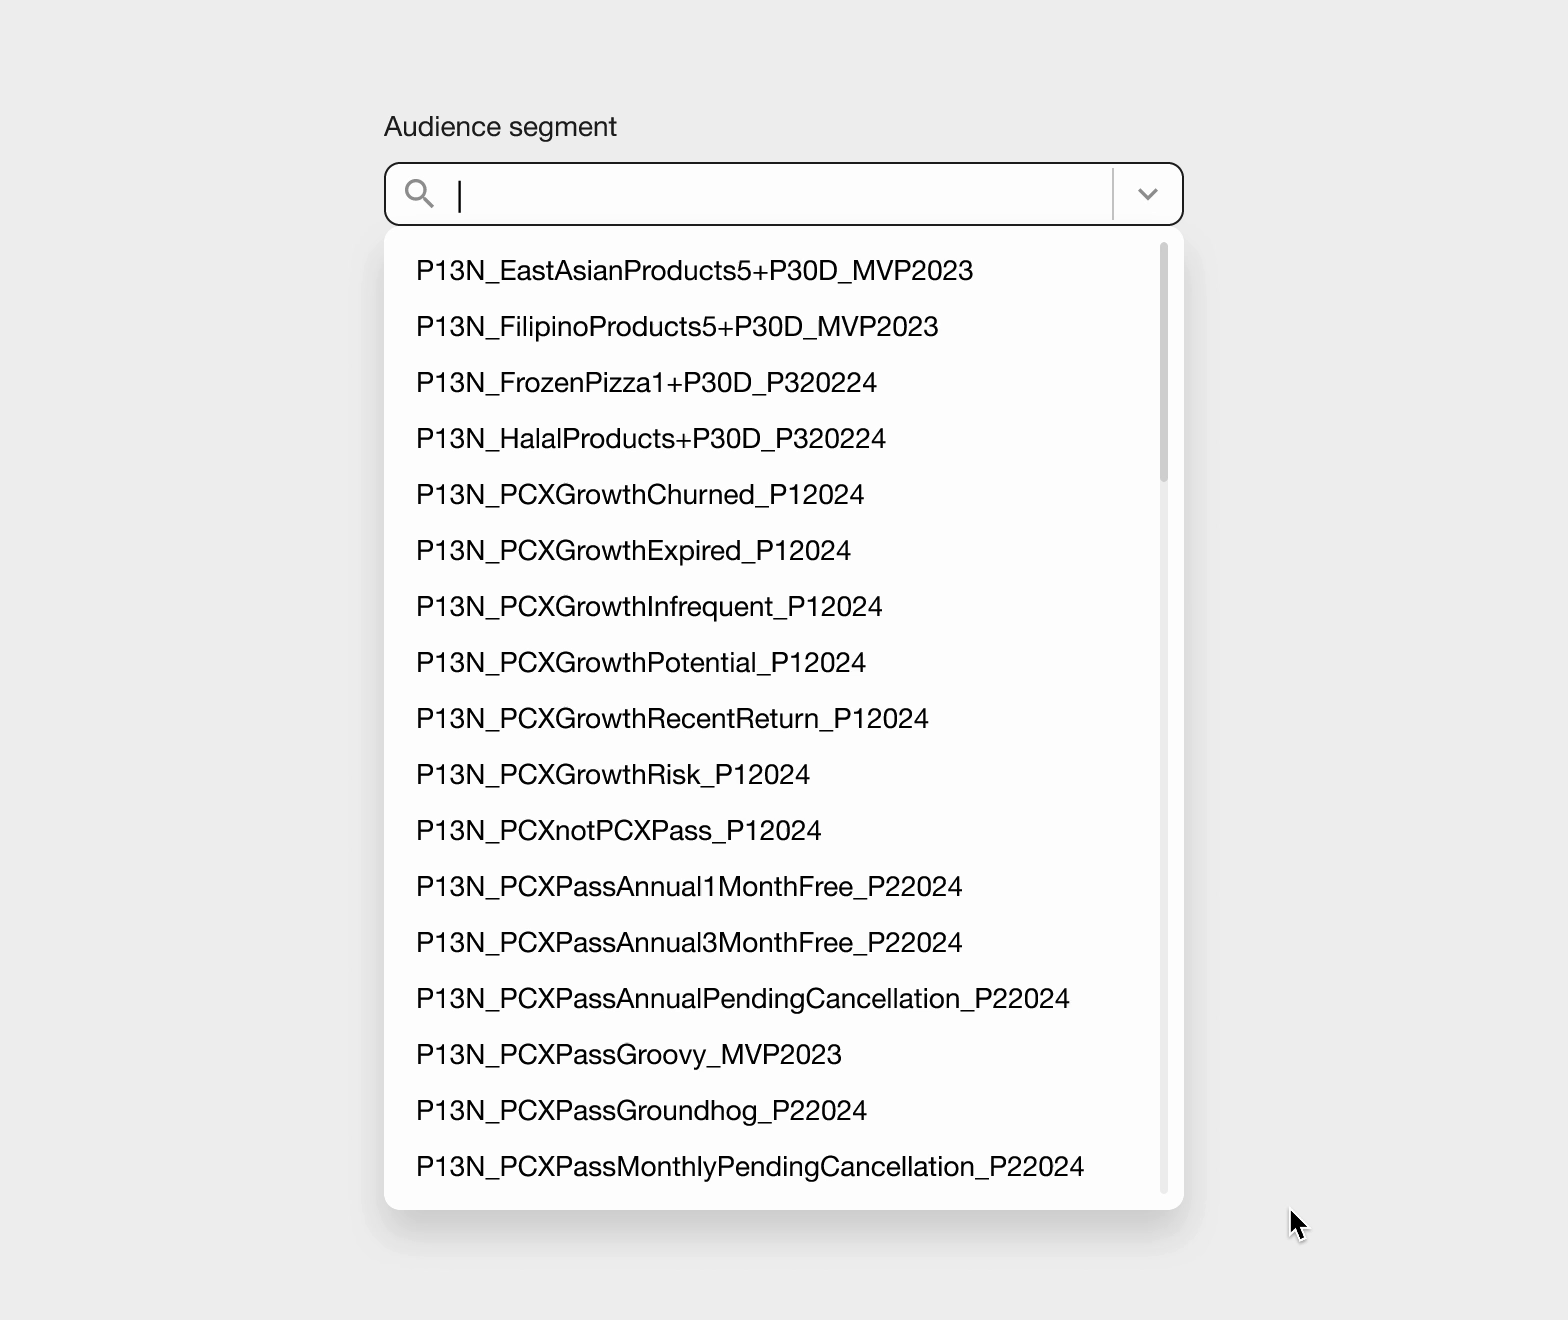 Audience segment
P13N_EastAsianProducts5+P30D_MVP2023
P13N_FilipinoProducts5+P30D_MVP2023
P13N_FrozenPizza1+P30D_P320224
P13N_HalalProducts+P30D_P320224
P13N_PCXGrowthChurned_P12024
P13N_PCXGrowthExpired_P12024
P13N_PCXGrowthInfrequent_P12024
P13N_PCXGrowthPotential_P12024
P13N_PCXGrowthRecentReturn_P12024
P13N_PCXGrowthRisk_P12024
P13N_PCXnotPCXPass_P12024
P13N_PCXPassAnnual1MonthFree_P22024
P13N_PCXPassAnnual3MonthFree_P22024
P13N_PCXPassAnnualPendingCancellation_P22024
P13N_PCXPassGroovy_MVP2023
P13N_PCXPassGroundhog_P22024
P13N_PCXPassMonthlyPendingCancellation_P22024